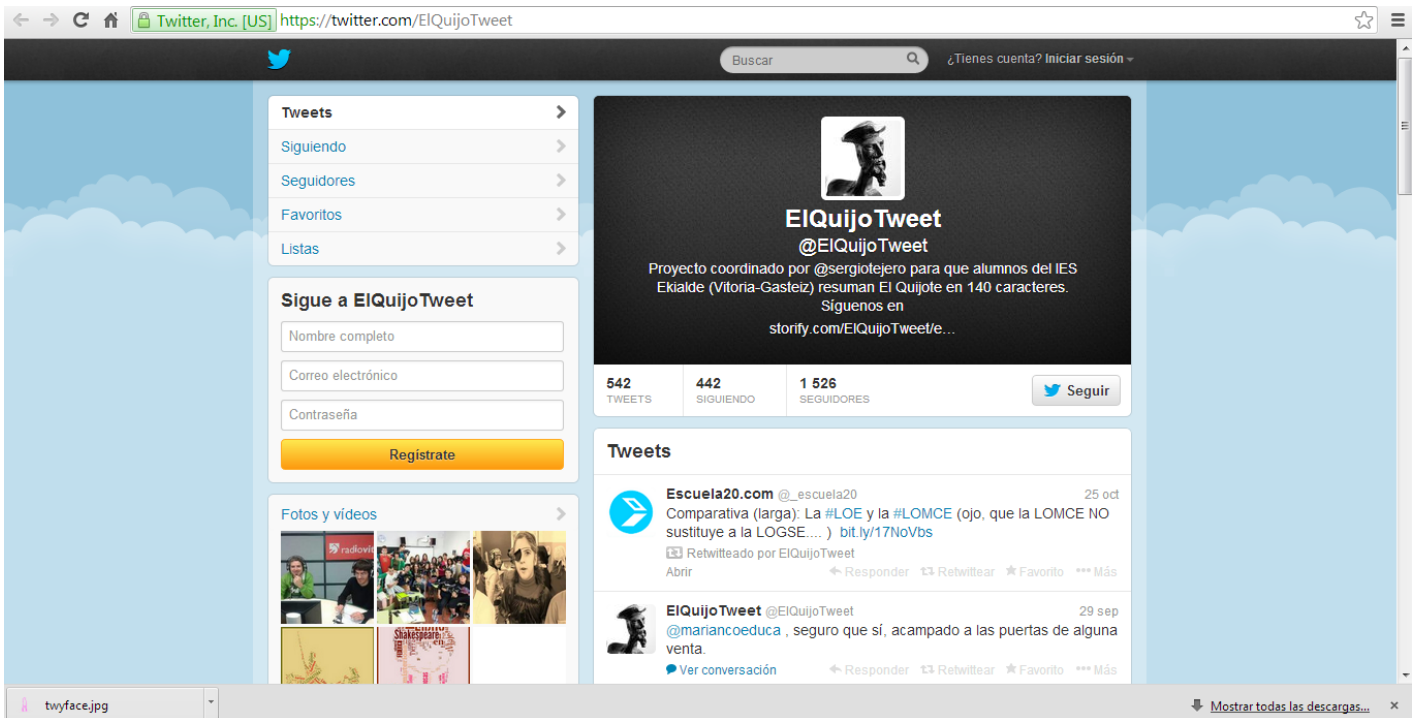 Twitter, Inc. [US] https://twitter.com/ElQuijoTweet
Buscar
¿Tienes cuenta? Iniciar sesión
Tweets
Siguiendo
Seguidores
Favoritos
Listas
Sigue a ElQuijoTweet
Nombre completo
Correo electrónico
Contraseña
Regístrate
Fotos y vídeos
radiovi
Shakespeare
ElQuijoTweet
@ElQuijoTweet
Proyecto coordinado por @sergiotejero para que alumnos del IES
Ekialde (Vitoria-Gasteiz) resuman El Quijote en 140 caracteres.
Síguenos en
storify.com/ElQuijoTweet/e…
542
TWEETS
442
SIGUIENDO
1 526
SEGUIDORES
Seguir
Tweets
Escuela20.com @_escuela20 25 oct
Comparativa (larga): La #LOE y la #LOMCE (ojo, que la LOMCE NO
sustituye a la LOGSE.... ) bit.ly/17NoVbs
Retwitteado por ElQuijoTweet
Abrir Responder Retwittear Favorito Más
ElQuijoTweet @ElQuijoTweet 29 sep
@mariancoeduca , seguro que sí, acampado a las puertas de alguna
venta.
Ver conversación Responder Retwittear Favorito Más
twyface.jpg
Mostrar todas las descargas...